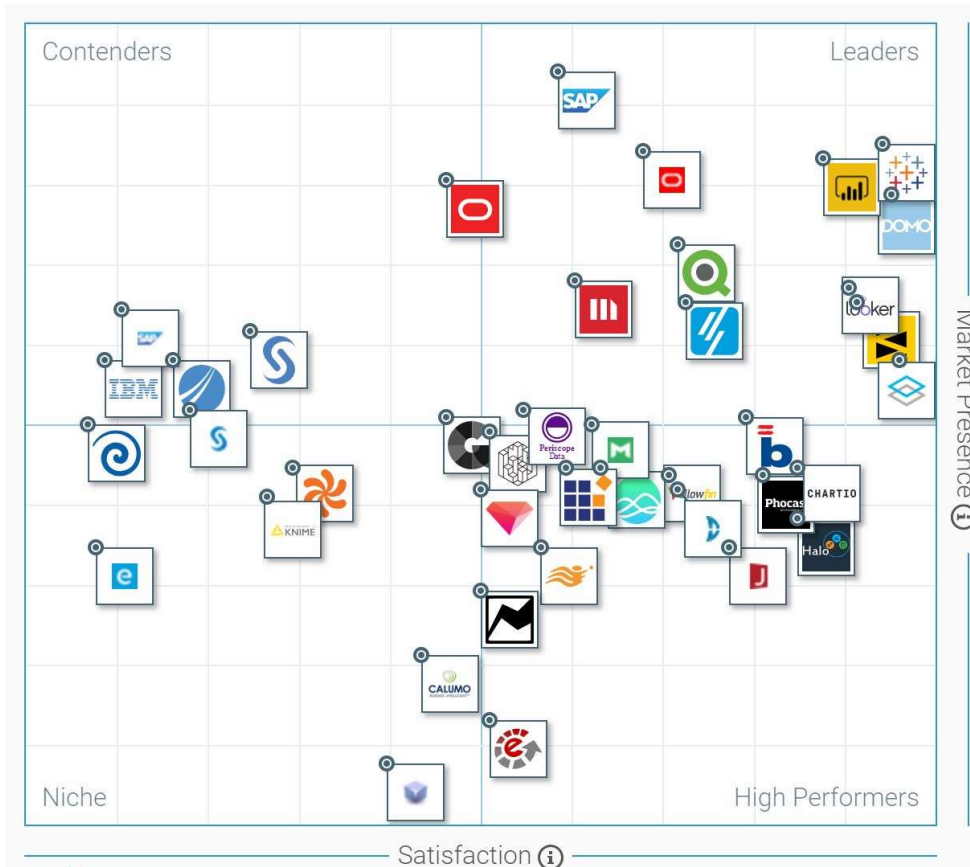 Contenders
Leaders
SAP
DOMO
looker
SAP
IBM
Periscope
Data
M
b
KNIME
Phocas
CHARTIO
Halo
e
J
CALUMO
e
Niche
High Performers
Satisfaction
Market Presence